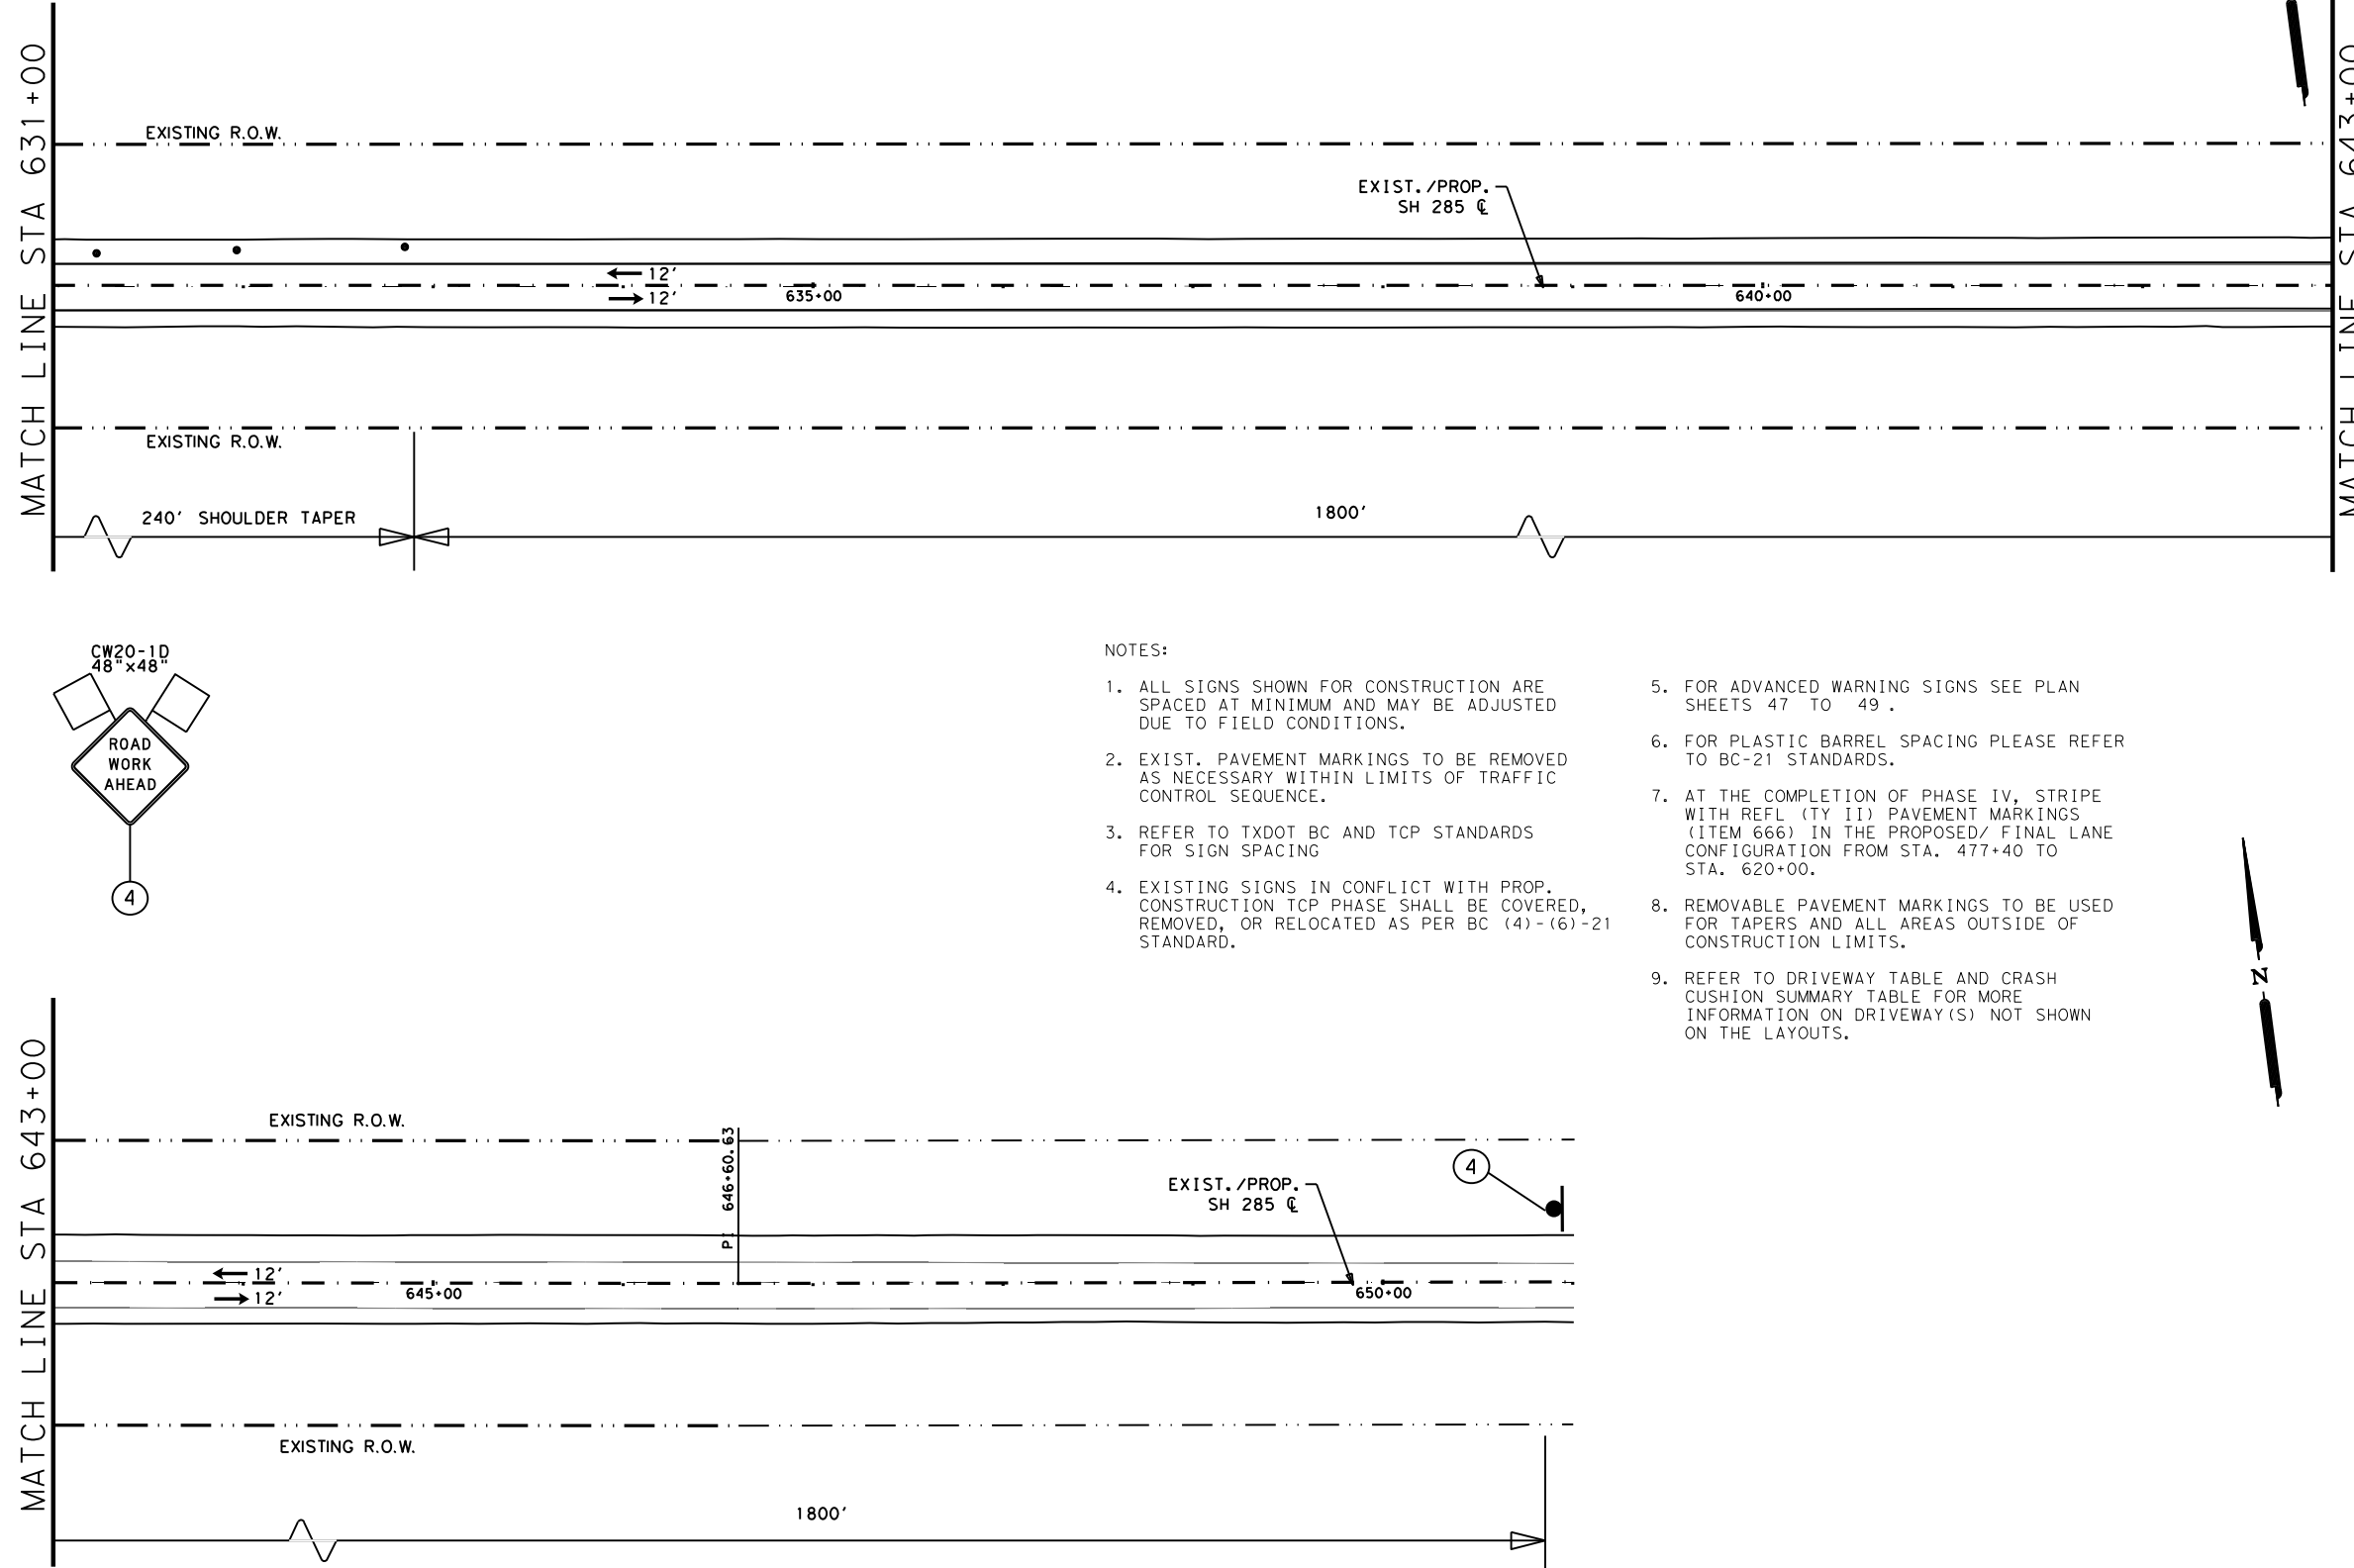 MATCH LINE STA 631+00
EXISTING R.O.W.
EXIST./PROP.
SH 285 ℄
12'
12'
635+00
640+00
EXISTING R.O.W.
240' SHOULDER TAPER
1800'
MATCH LINE STA 643+00
CW20-1D
48"x48"
ROAD
WORK
AHEAD
4
NOTES:
1. ALL SIGNS SHOWN FOR CONSTRUCTION ARE
SPACED AT MINIMUM AND MAY BE ADJUSTED
DUE TO FIELD CONDITIONS.
2. EXIST. PAVEMENT MARKINGS TO BE REMOVED
AS NECESSARY WITHIN LIMITS OF TRAFFIC
CONTROL SEQUENCE.
3. REFER TO TXDOT BC AND TCP STANDARDS
FOR SIGN SPACING
4. EXISTING SIGNS IN CONFLICT WITH PROP.
CONSTRUCTION TCP PHASE SHALL BE COVERED,
REMOVED, OR RELOCATED AS PER BC (4)-(6)-21
STANDARD.
5. FOR ADVANCED WARNING SIGNS SEE PLAN
SHEETS 47 TO 49 .
6. FOR PLASTIC BARREL SPACING PLEASE REFER
TO BC-21 STANDARDS.
7. AT THE COMPLETION OF PHASE IV, STRIPE
WITH REFL (TY II) PAVEMENT MARKINGS
(ITEM 666) IN THE PROPOSED/ FINAL LANE
CONFIGURATION FROM STA. 477+40 TO
STA. 620+00.
8. REMOVABLE PAVEMENT MARKINGS TO BE USED
FOR TAPERS AND ALL AREAS OUTSIDE OF
CONSTRUCTION LIMITS.
9. REFER TO DRIVEWAY TABLE AND CRASH
CUSHION SUMMARY TABLE FOR MORE
INFORMATION ON DRIVEWAY(S) NOT SHOWN
ON THE LAYOUTS.
N
MATCH LINE STA 643+00
EXISTING R.O.W.
PI 646+60.63
EXIST./PROP.
SH 285 ℄
4
12'
12'
645+00
650+00
EXISTING R.O.W.
1800'